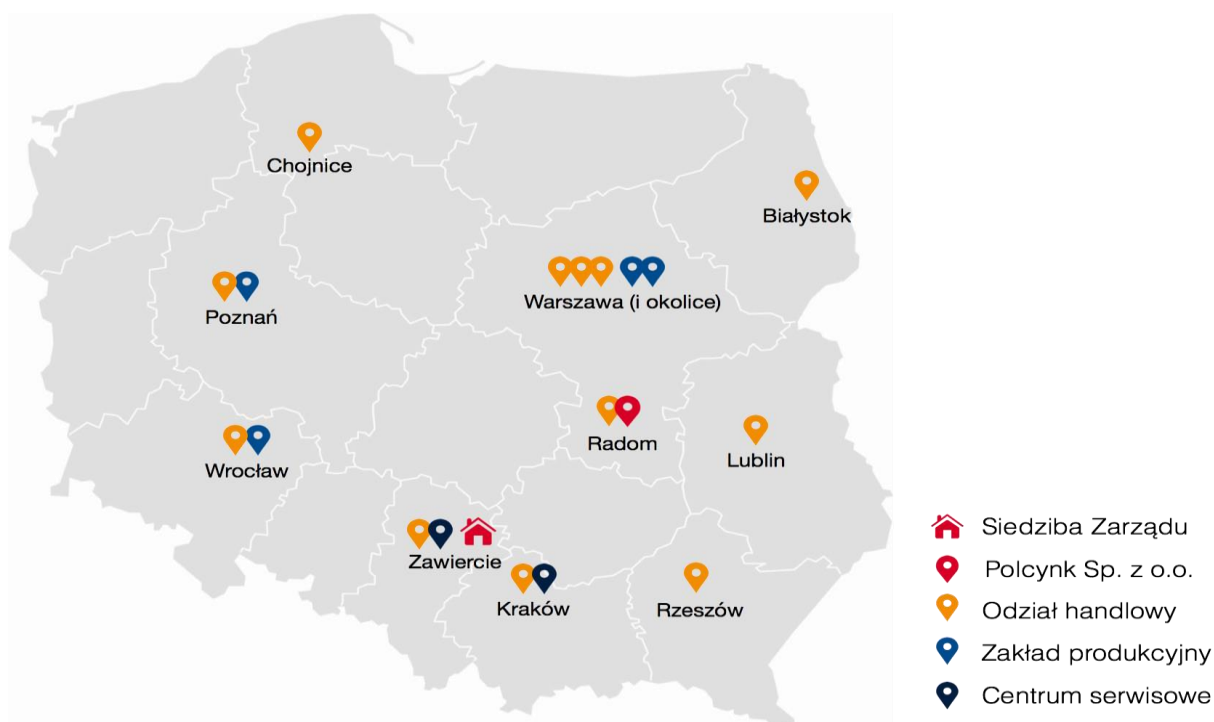 Chojnice
Białystok
Warszawa (i okolice)
Poznań
Radom
Lublin
Wrocław
Zawiercie
Kraków
Rzeszów
Siedziba Zarządu
Polcynk Sp. z o.o.
Odział handlowy
Zakład produkcyjny
Centrum serwisowe